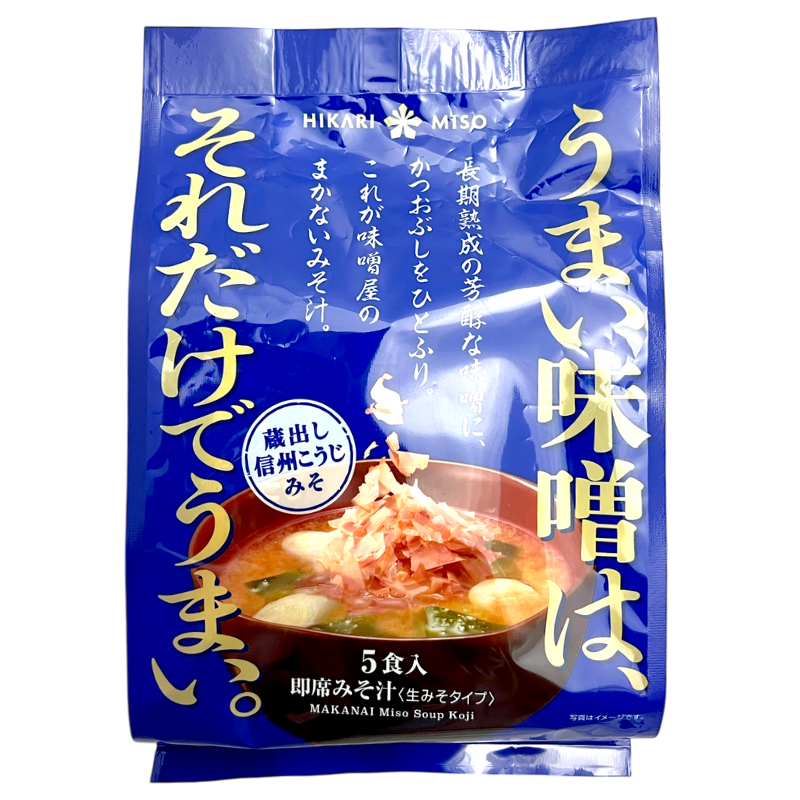 HIKARI MISO
うまい味噌は、
それだけでうまい。
長期熟成の芳醇な味噌に、
かつおぶしをひとふり。
これが味噌屋の
まかないみそ汁。
蔵出し
信州こうじ
みそ
5食入
即席みそ汁〈生みそタイプ〉
MAKANAI Miso Soup Koji
写真はイメージです。